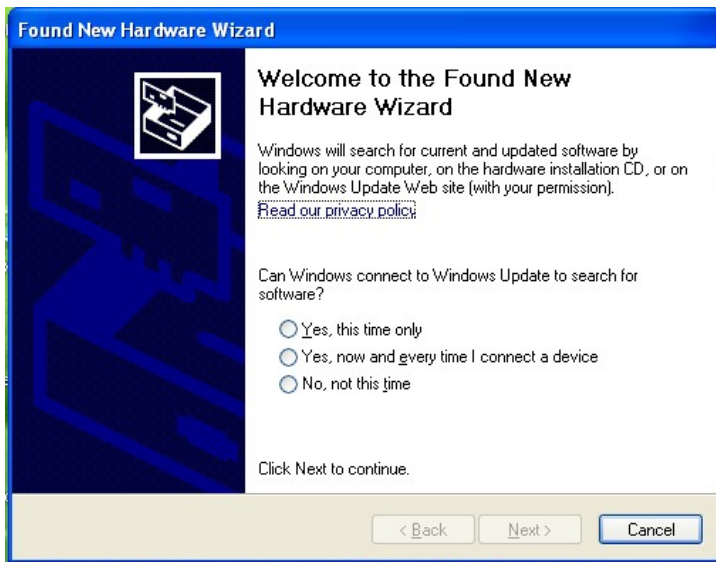 Found New Hardware Wizard
Welcome to the Found New
Hardware Wizard
Windows will search for current and updated software by
looking on your computer, on the hardware installation CD, or on
the Windows Update Web site (with your permission).
Read our privacy policy
Can Windows connect to Windows Update to search for
software?
Yes, this time only
Yes, now and every time I connect a device
No, not this time
Click Next to continue.
< Back Next > Cancel